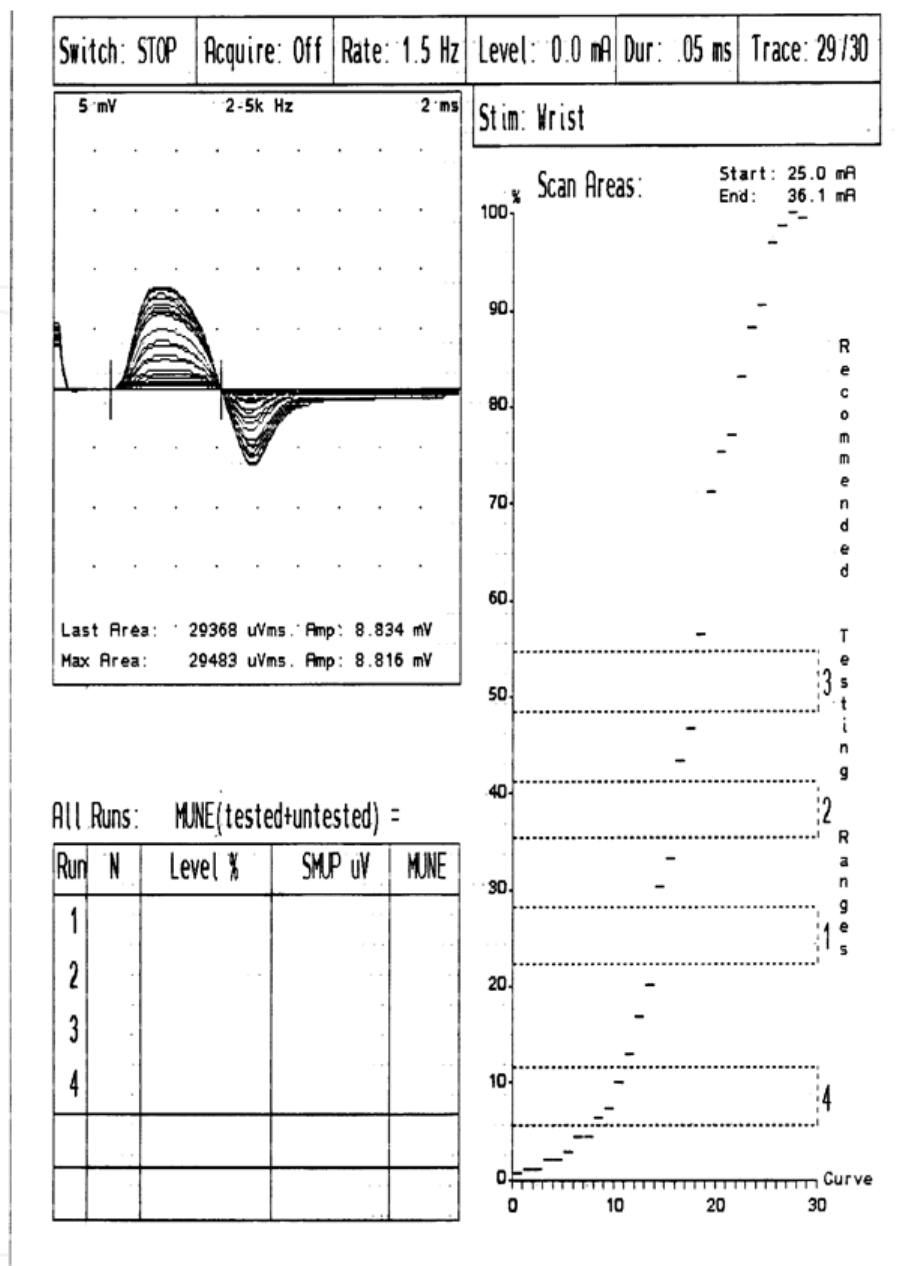 Switch: STOP
Acquire: Off
Rate: 1.5 Hz
Level: 0.0 mA
Dur: .05 ms
Trace: 29/30
5 mV
2-5k Hz
2 ms
Stim: Wrist
Last Area: 29368 uVms. Amp: 8.834 mV
Max Area: 29483 uVms. Amp: 8.816 mV
Scan Areas:
Start: 25.0 mA
End: 36.1 mA
%
100
90
80
70
60
50
40
30
20
10
0
0 10 20 30
Curve
3
2
1
4
Recommended Testing Ranges
All Runs: MUNE(tested+untested) =
Run N Level % SMUP uV MUNE
1
2
3
4